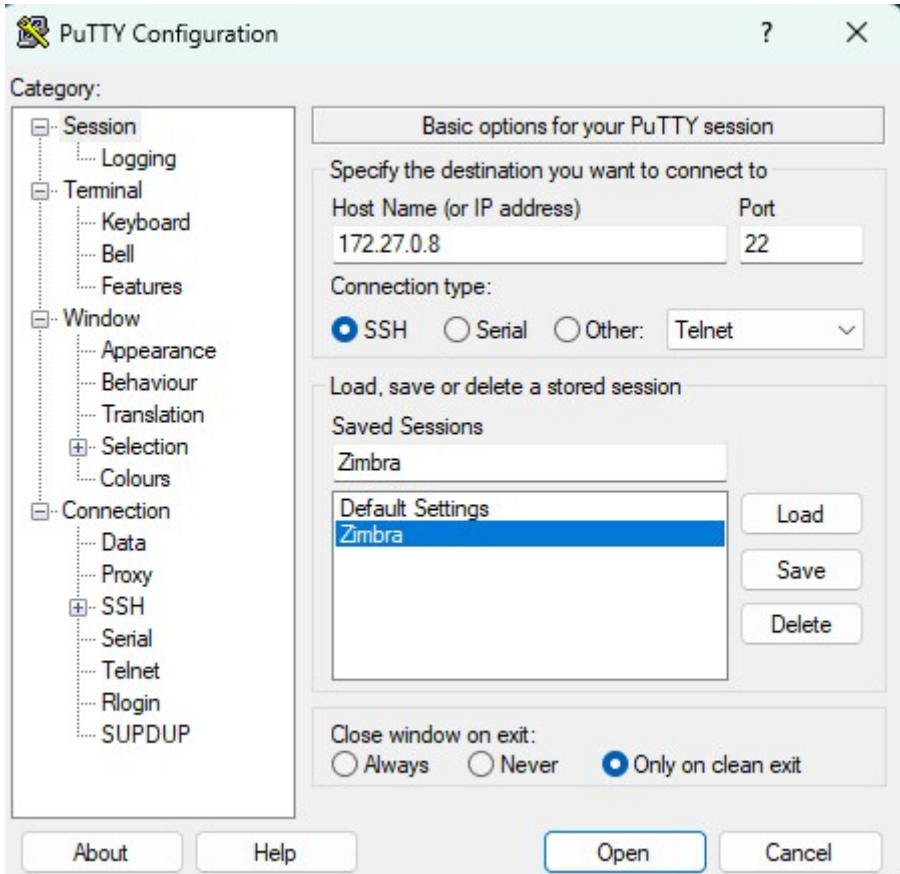 PuTTY Configuration
?
Category:
Session
Logging
Terminal
Keyboard
Bell
Features
Window
Appearance
Behaviour
Translation
Selection
Colours
Connection
Data
Proxy
SSH
Serial
Telnet
Rlogin
SUPDUP
Basic options for your PuTTY session
Specify the destination you want to connect to
Host Name (or IP address) Port
172.27.0.8 22
Connection type:
SSH Serial Other: Telnet
Load, save or delete a stored session
Saved Sessions
Zimbra
Default Settings
Zimbra
Load
Save
Delete
Close window on exit:
Always Never Only on clean exit
About Help Open Cancel